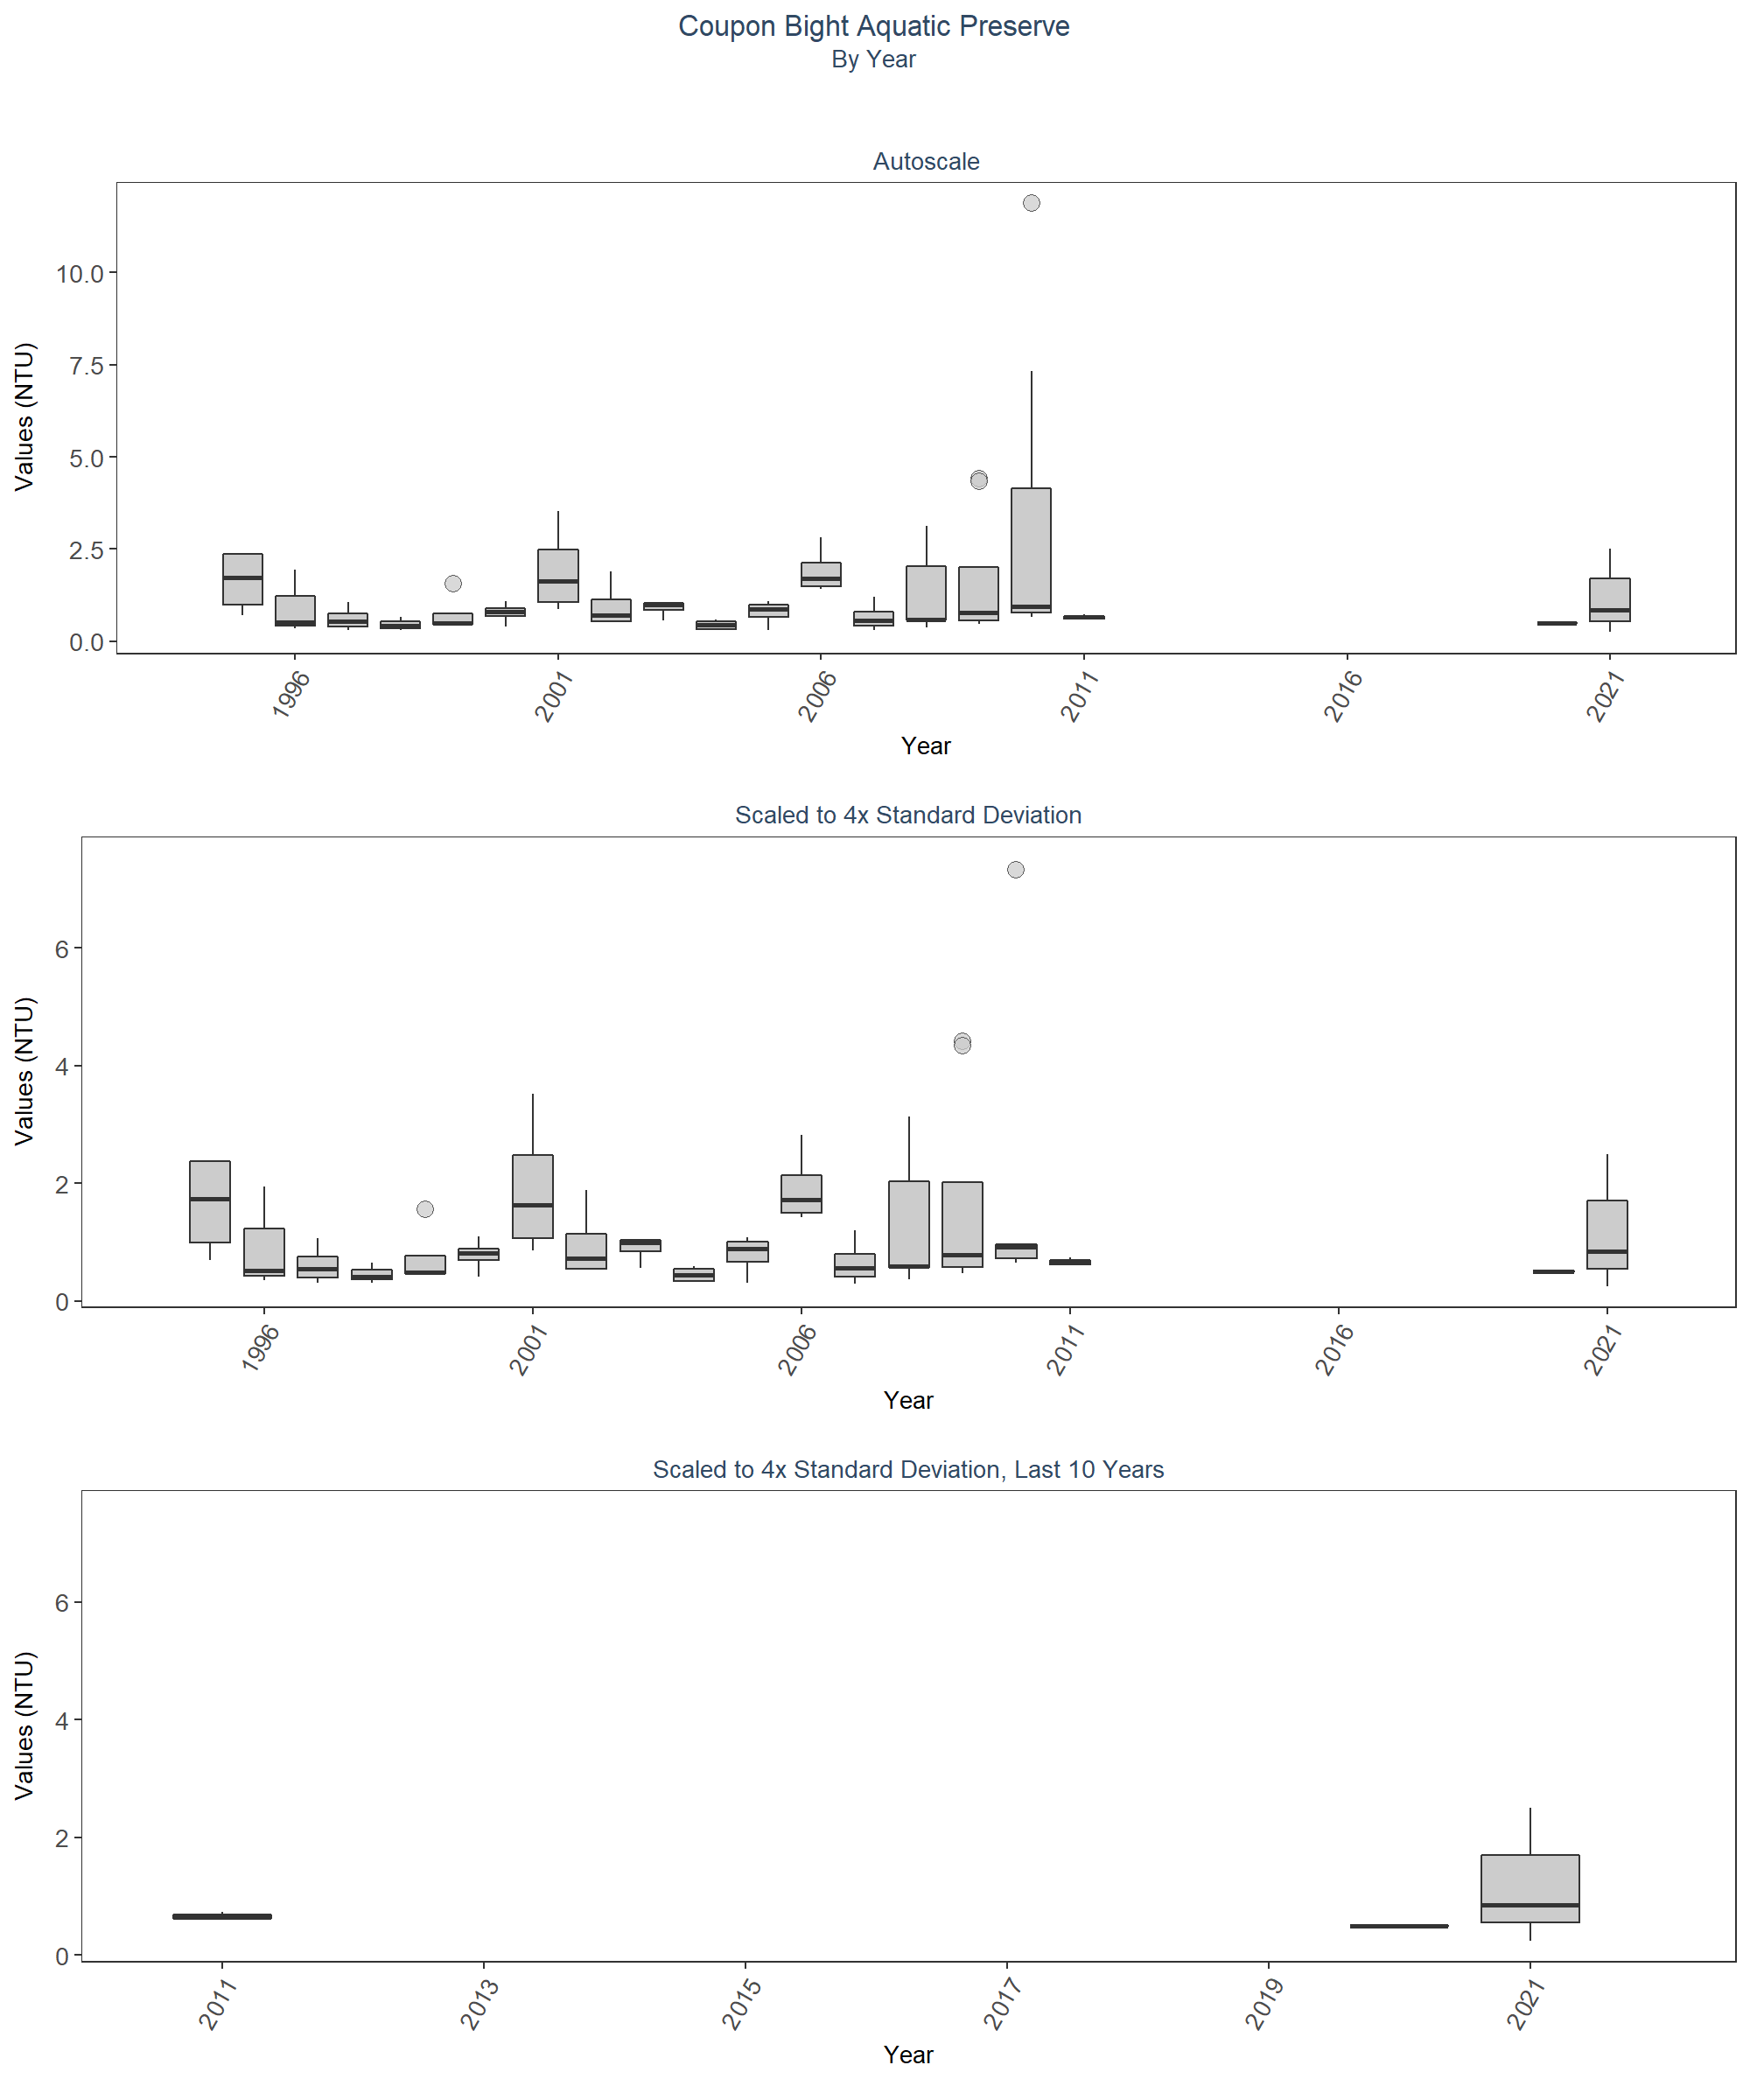 Coupon Bight Aquatic Preserve
By Year
Autoscale
Values (NTU)
10.0
7.5
5.0
2.5
0.0
1996
2001
2006
2011
2016
2021
Year
Scaled to 4x Standard Deviation
Values (NTU)
6
4
2
0
1996
2001
2006
2011
2016
2021
Year
Scaled to 4x Standard Deviation, Last 10 Years
Values (NTU)
6
4
2
0
2011
2013
2015
2017
2019
2021
Year